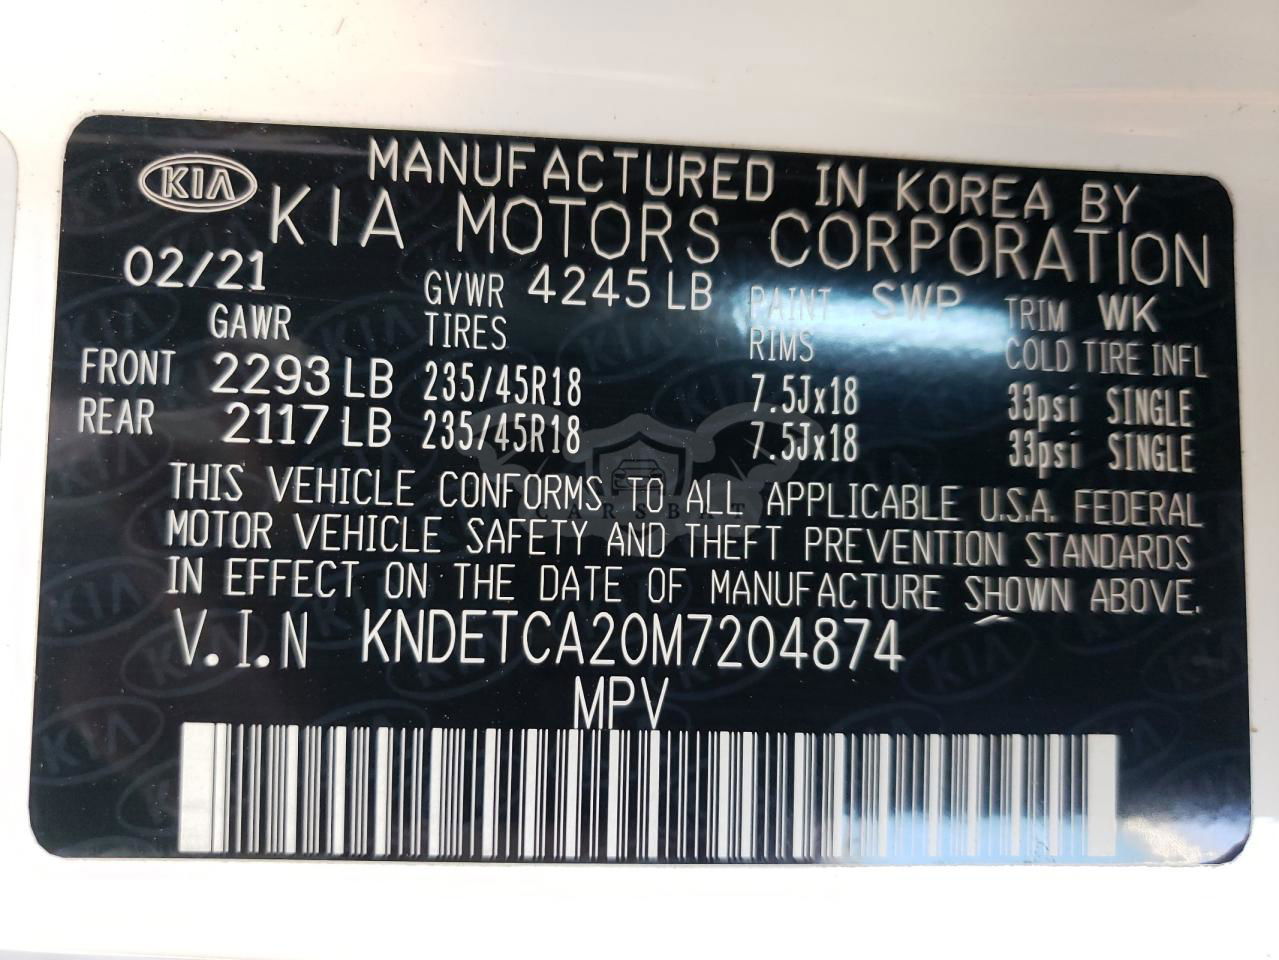 KIA
MANUFACTURED IN KOREA BY
KIA MOTORS CORPORATION
02/21 GVWR 4245 LB PAINT SWP TRIM WK
GAWR TIRES RIMS COLD TIRE INFL
FRONT 2293 LB 235/45R18 7.5Jx18 33psi SINGLE
REAR 2117 LB 235/45R18 7.5Jx18 33psi SINGLE
THIS VEHICLE CONFORMS TO ALL APPLICABLE U.S.A. FEDERAL
MOTOR VEHICLE SAFETY AND THEFT PREVENTION STANDARDS
IN EFFECT ON THE DATE OF MANUFACTURE SHOWN ABOVE.
V.I.N KNDETCA20M7204874
MPV
CARSBAT